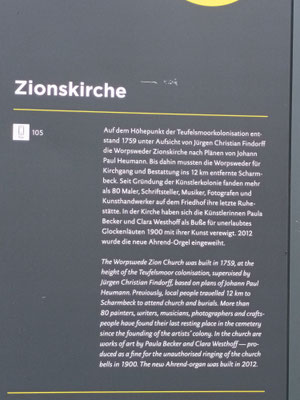 Zionskirche
105
Auf dem Höhepunkt der Teufelsmoorkolonisation ent-
stand 1759 unter Aufsicht von Jürgen Christian Findorff
die Worpsweder Zionskirche nach Plänen von Johann
Paul Heumann. Bis dahin mussten die Worpsweder für
Kirchgang und Bestattung ins 12 km entfernte Scharm-
beck. Seit Gründung der Künstlerkolonie fanden mehr
als 80 Maler, Schriftsteller, Musiker, Fotografen und
Kunsthandwerker auf dem Friedhof ihre letzte Ruhe-
stätte. In der Kirche haben sich die Künstlerinnen Paula
Becker und Clara Westhoff als Buße für unerlaubtes
Glockenläuten 1900 mit ihrer Kunst verewigt. 2012
wurde die neue Ahrend-Orgel eingeweiht.
The Worpswede Zion Church was built in 1759, at the
height of the Teufelsmoor colonisation, supervised by
Jürgen Christian Findorff, based on plans of Johann Paul
Heumann. Previously, local people travelled 12 km to
Scharmbeck to attend church and burials. More than
80 painters, writers, musicians, photographers and crafts-
people have found their last resting place in the cemetery
since the founding of the artists' colony. In the church are
works of art by Paula Becker and Clara Westhoff — pro-
duced as a fine for the unauthorised ringing of the church
bells in 1900. The new Ahrend-organ was built in 2012.